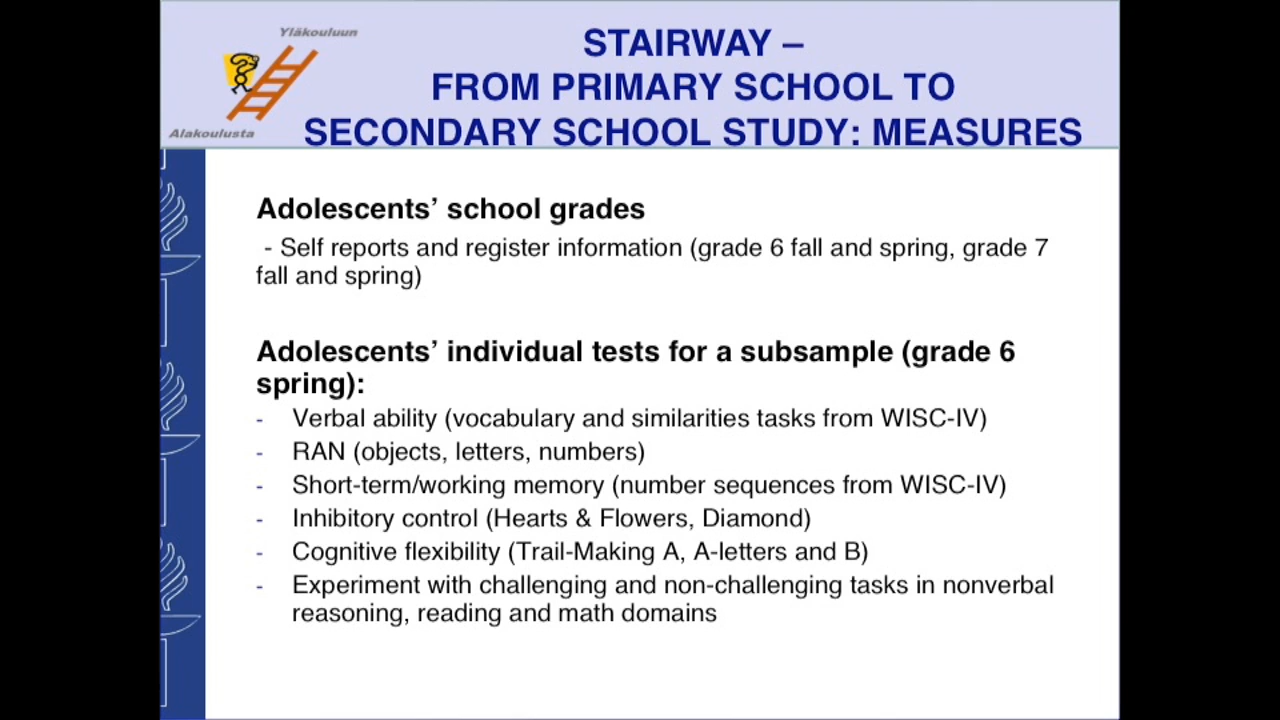 Yläkouluun
Alakoulusta
STAIRWAY –
FROM PRIMARY SCHOOL TO
SECONDARY SCHOOL STUDY: MEASURES
Adolescents’ school grades
- Self reports and register information (grade 6 fall and spring, grade 7
fall and spring)
Adolescents’ individual tests for a subsample (grade 6
spring):
- Verbal ability (vocabulary and similarities tasks from WISC-IV)
- RAN (objects, letters, numbers)
- Short-term/working memory (number sequences from WISC-IV)
- Inhibitory control (Hearts & Flowers, Diamond)
- Cognitive flexibility (Trail-Making A, A-letters and B)
- Experiment with challenging and non-challenging tasks in nonverbal
reasoning, reading and math domains